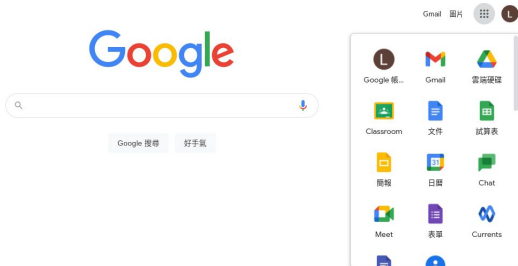 Gmail 圖片 L
Google
Google 搜尋 好手氣
L
Google 帳... Gmail 雲端硬碟
Classroom 文件 試算表
31
簡報 日曆 Chat
Meet 表單 Currents